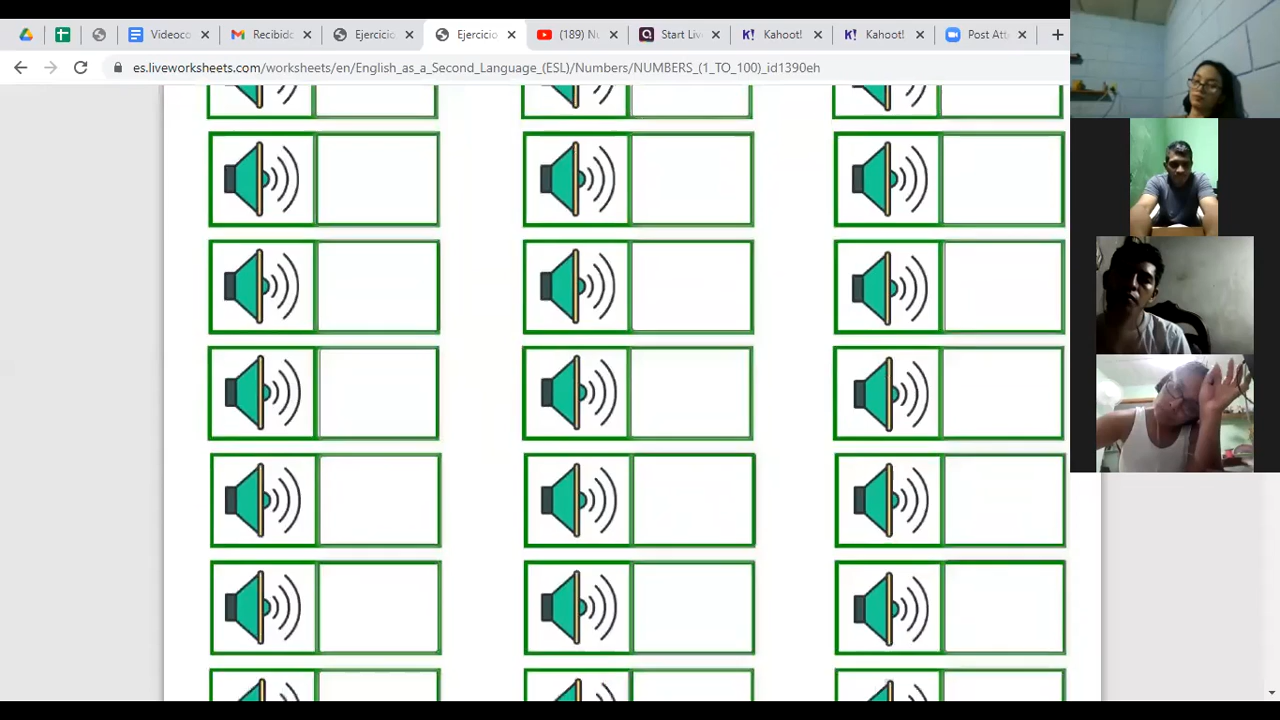 Videoco
Recibido
Ejercicio
Ejercicio
(189) Nu
Start Liv
Kahoot!
Kahoot!
Post Att
es.liveworksheets.com/worksheets/en/English_as_a_Second_Language_(ESL)/Numbers/NUMBERS_(1_TO_100)_id1390eh